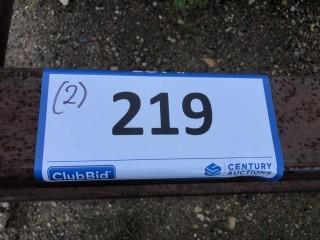 (2) 219
ClubBid
CENTURY
AUCTIONS